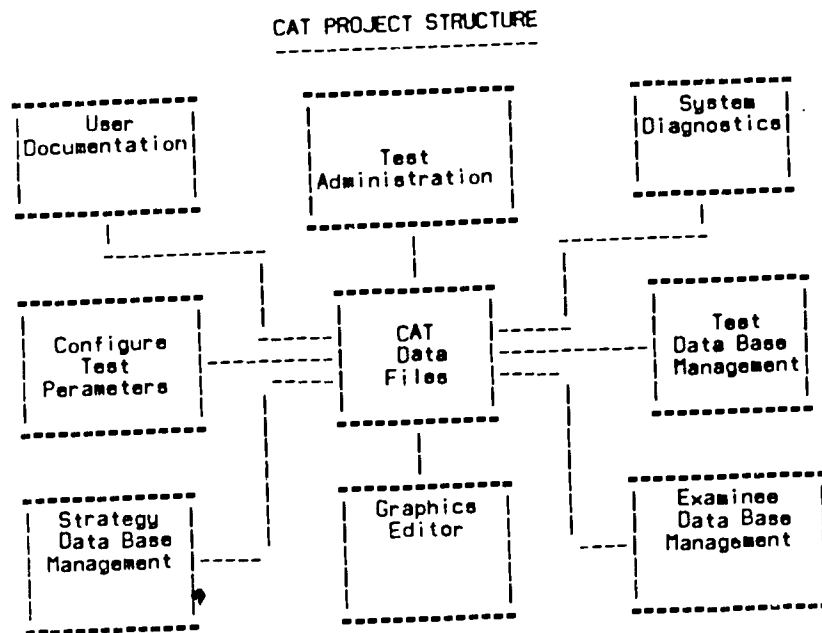 CAT PROJECT STRUCTURE
User
Documentation
Test
Administration
System
Diagnostics
Configure
Test
Perameters
CAT
Data
Files
Test
Data Base
Management
Strategy
Data Base
Management
Graphics
Editor
Examinee
Data Base
Management